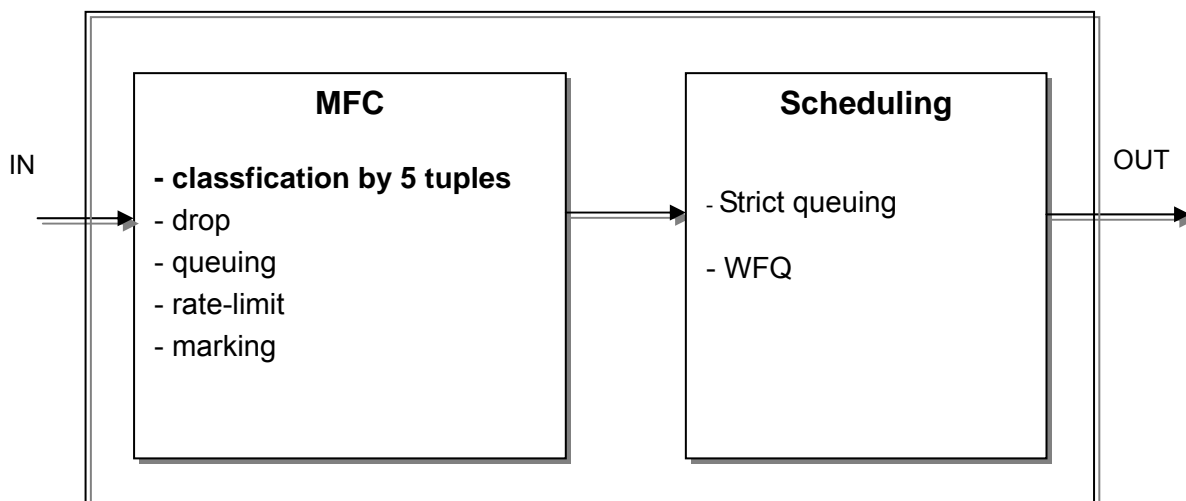 IN
MFC
- classfication by 5 tuples
- drop
- queuing
- rate-limit
- marking
Scheduling
- Strict queuing
- WFQ
OUT